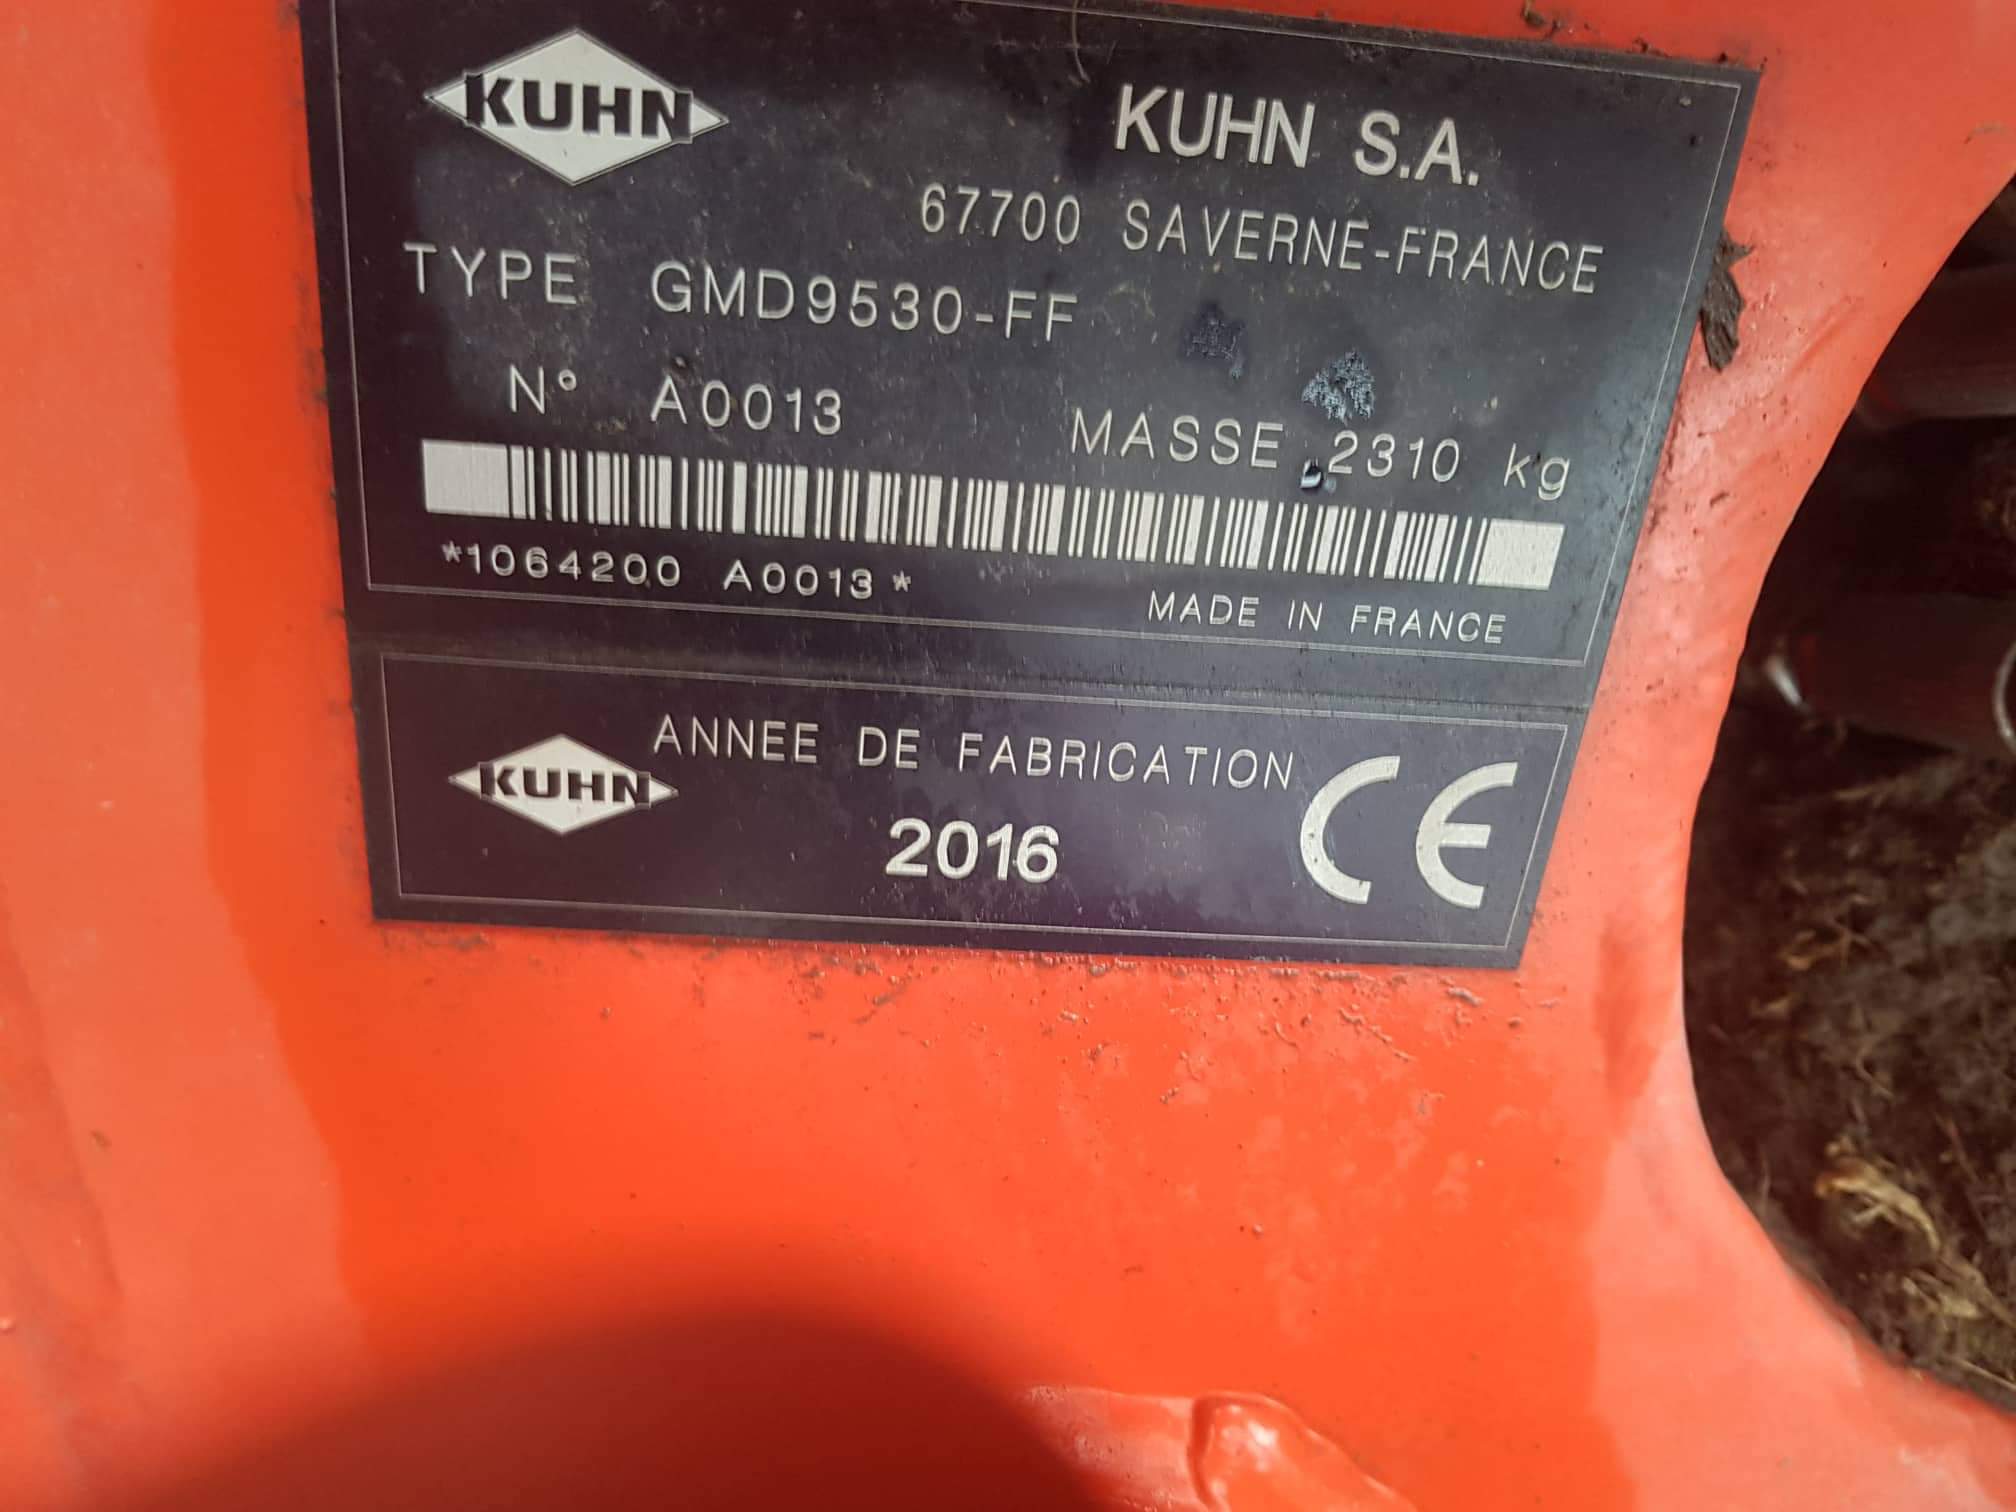 KUHN
KUHN S.A.
67700 SAVERNE-FRANCE
TYPE GMD9530-FF
N° A0013
MASSE 2310 kg
*1064200 A0013*
MADE IN FRANCE
KUHN
ANNEE DE FABRICATION
2016
CE